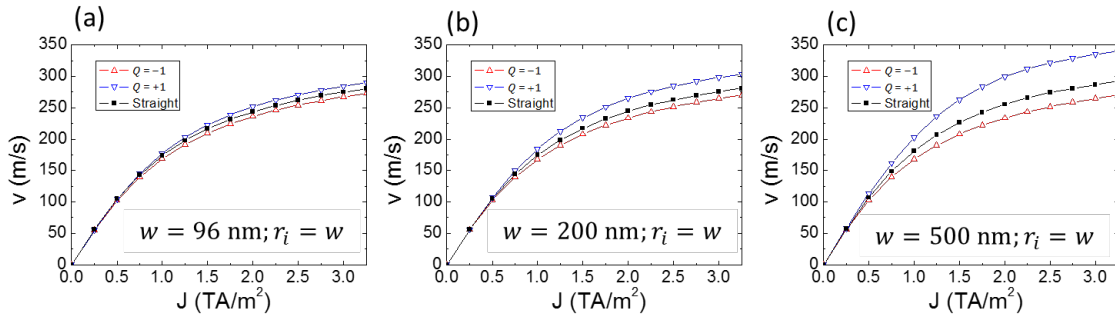 (a)
350
300
250
200
150
100
50
0
v (m/s)
Q = −1
Q = +1
Straight
w = 96 nm; r_i = w
0.0 0.5 1.0 1.5 2.0 2.5 3.0
J (TA/m²)
(b)
350
300
250
200
150
100
50
0
v (m/s)
Q = −1
Q = +1
Straight
w = 200 nm; r_i = w
0.0 0.5 1.0 1.5 2.0 2.5 3.0
J (TA/m²)
(c)
350
300
250
200
150
100
50
0
v (m/s)
Q = −1
Q = +1
Straight
w = 500 nm; r_i = w
0.0 0.5 1.0 1.5 2.0 2.5 3.0
J (TA/m²)